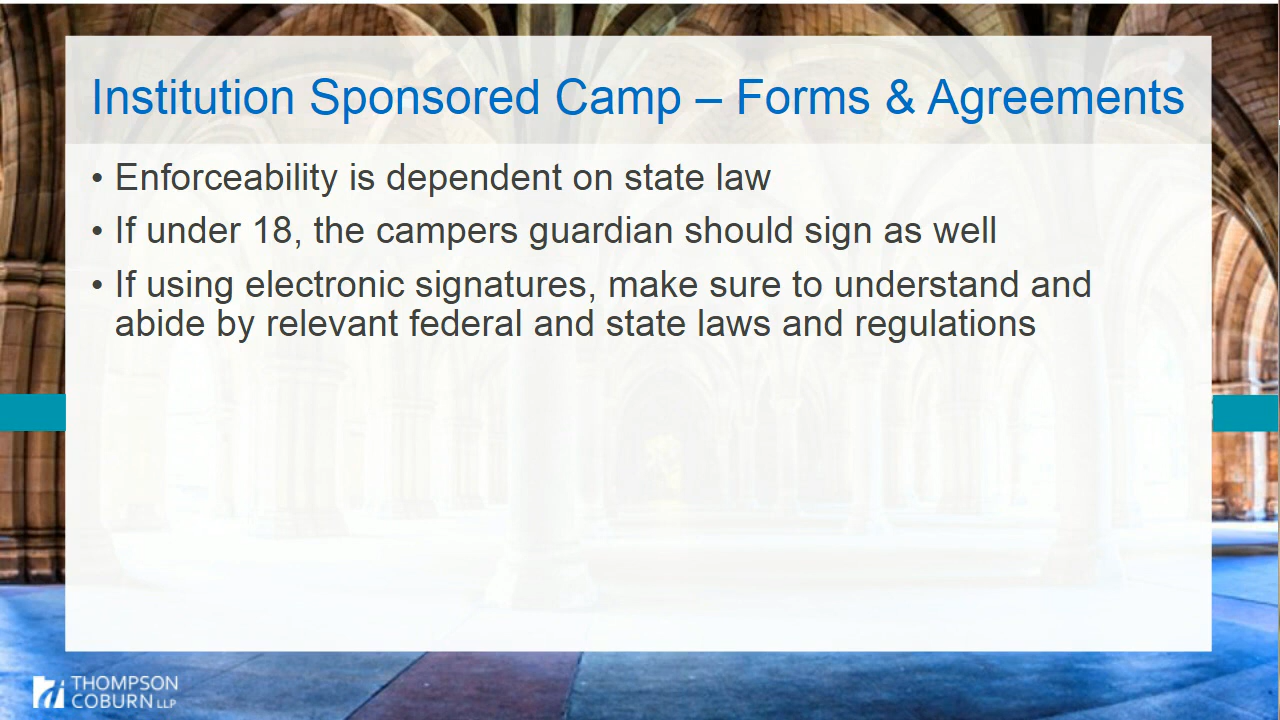 Institution Sponsored Camp – Forms & Agreements
• Enforceability is dependent on state law
• If under 18, the campers guardian should sign as well
• If using electronic signatures, make sure to understand and
abide by relevant federal and state laws and regulations
THOMPSON
COBURN LLP